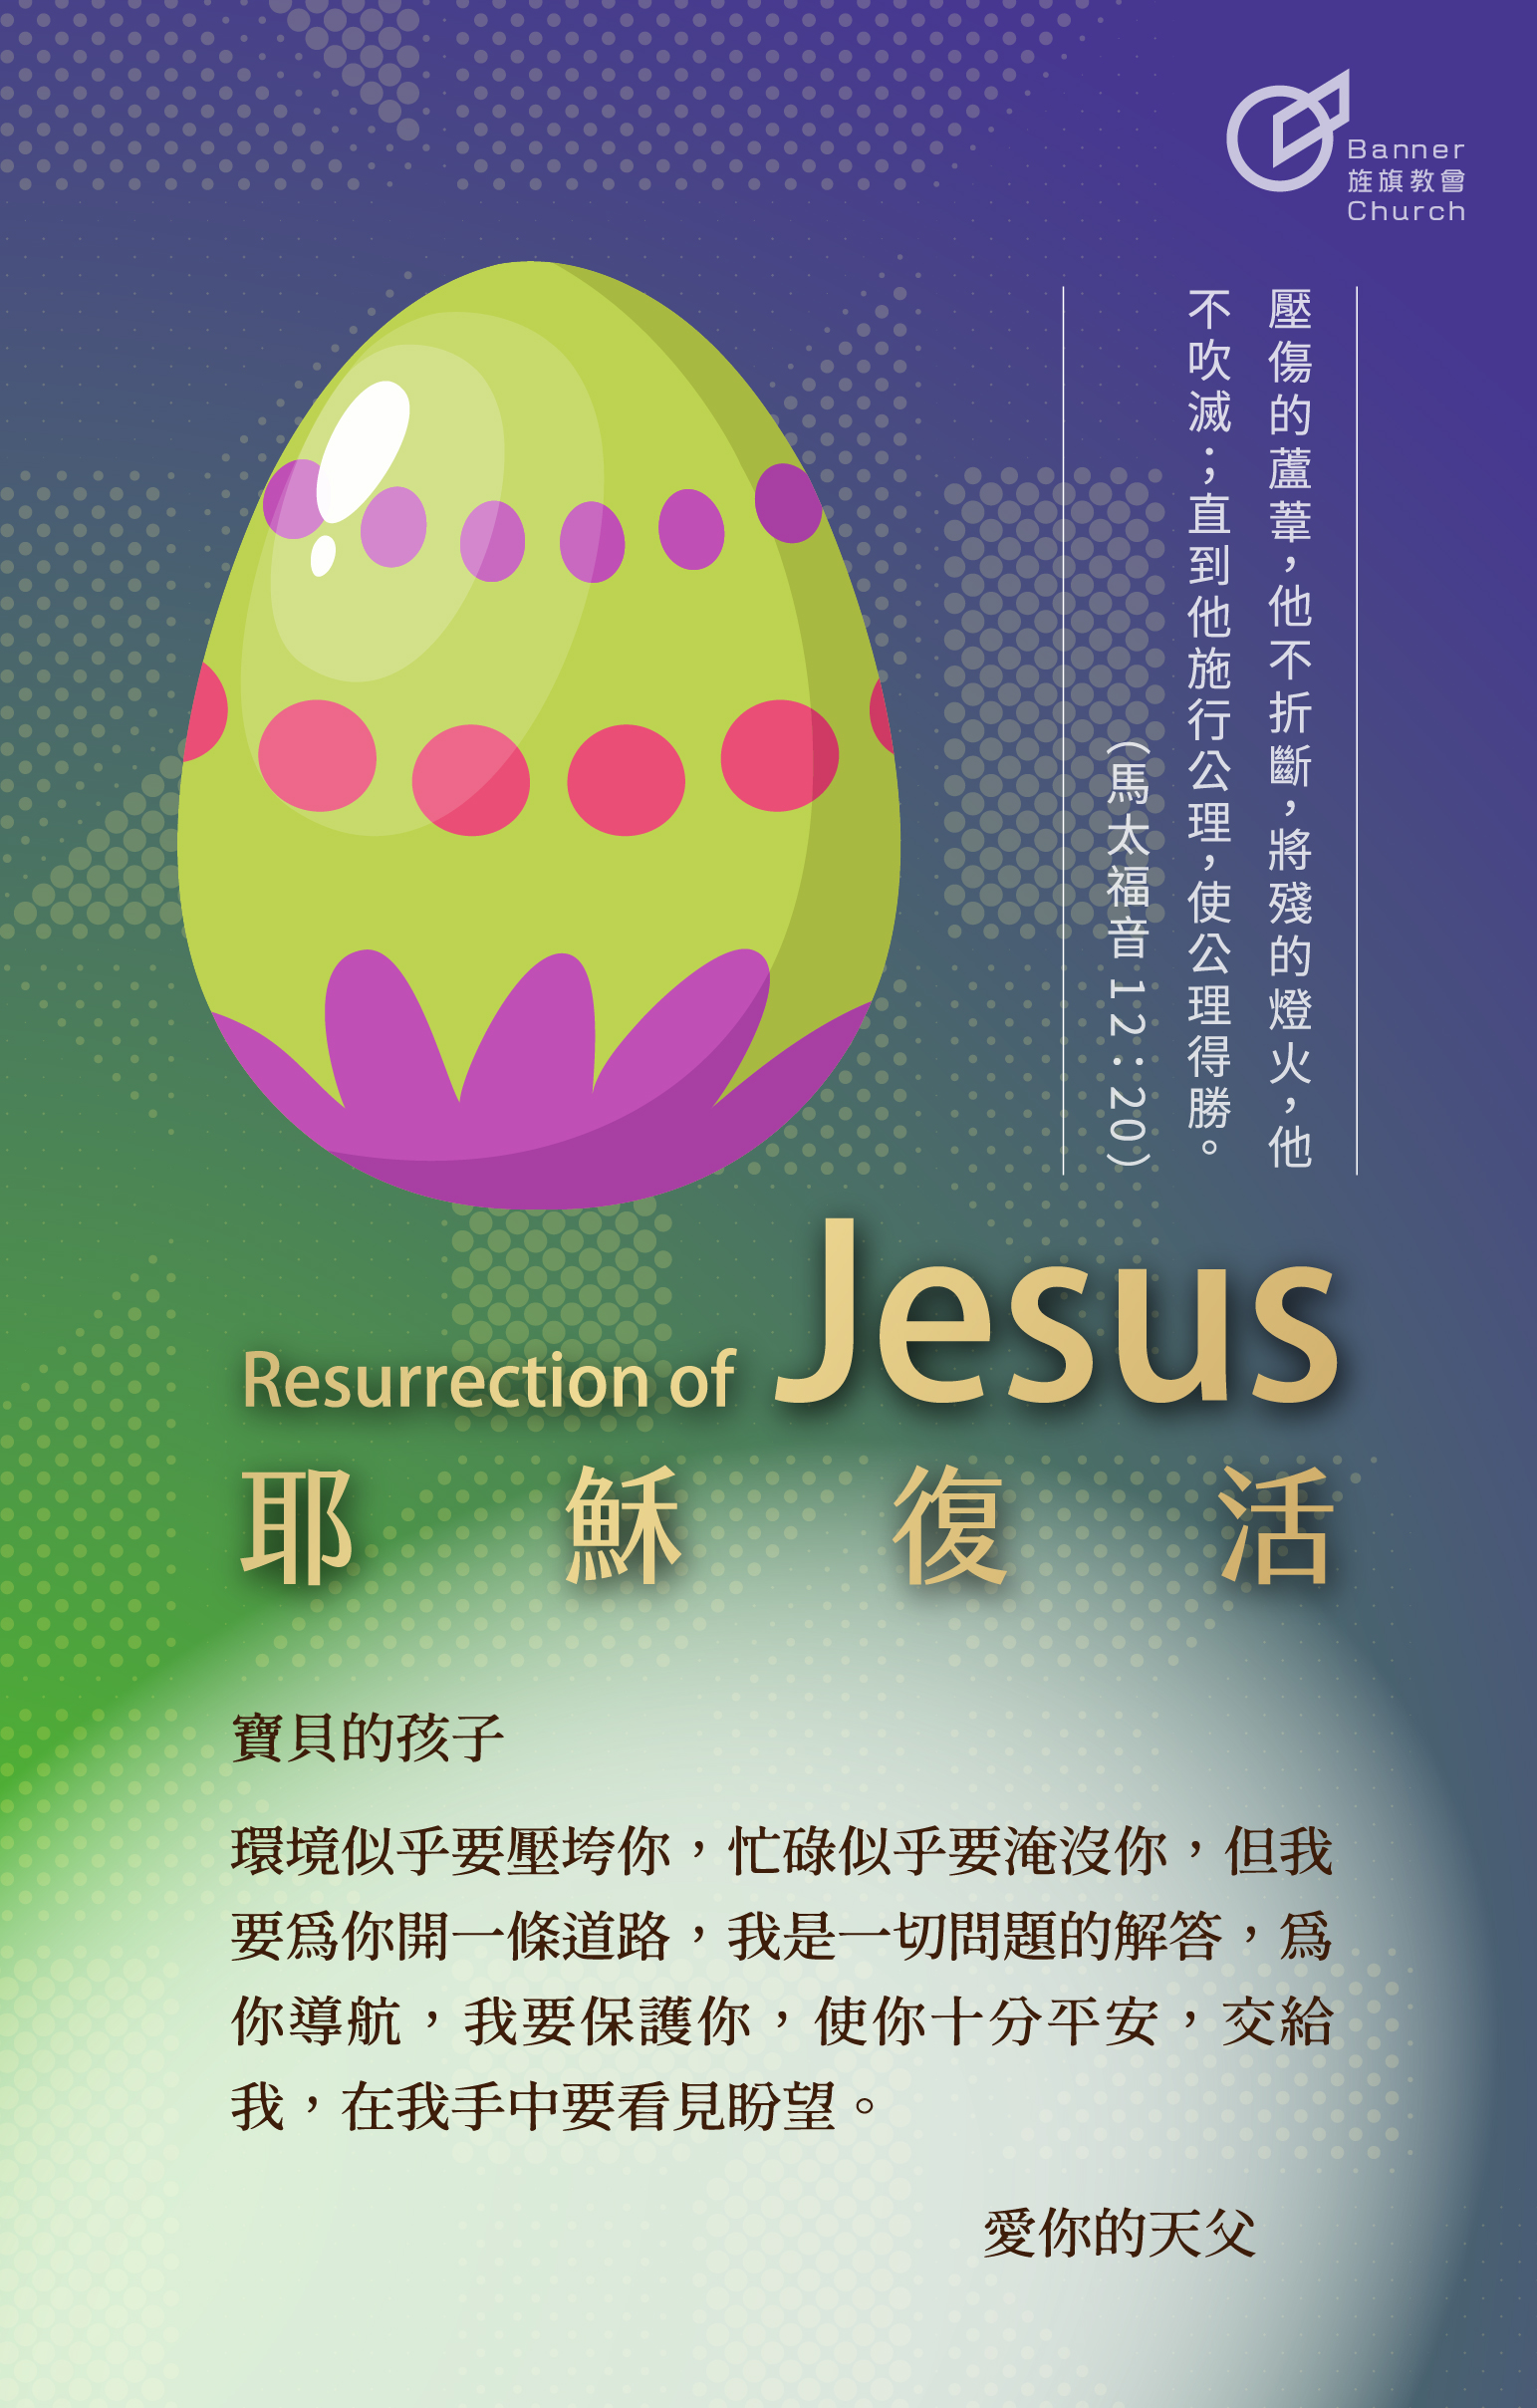 Banner
旌旗教會
Church
壓傷的蘆葦，他不折斷，將殘的燈火，他
不吹滅；直到他施行公理，使公理得勝。
（馬太福音12：20）
Resurrection of Jesus
耶穌復活
寶貝的孩子
環境似乎要壓垮你，忙碌似乎要淹沒你，但我
要爲你開一條道路，我是一切問題的解答，爲
你導航，我要保護你，使你十分平安，交給
我，在我手中要看見盼望。
愛你的天父